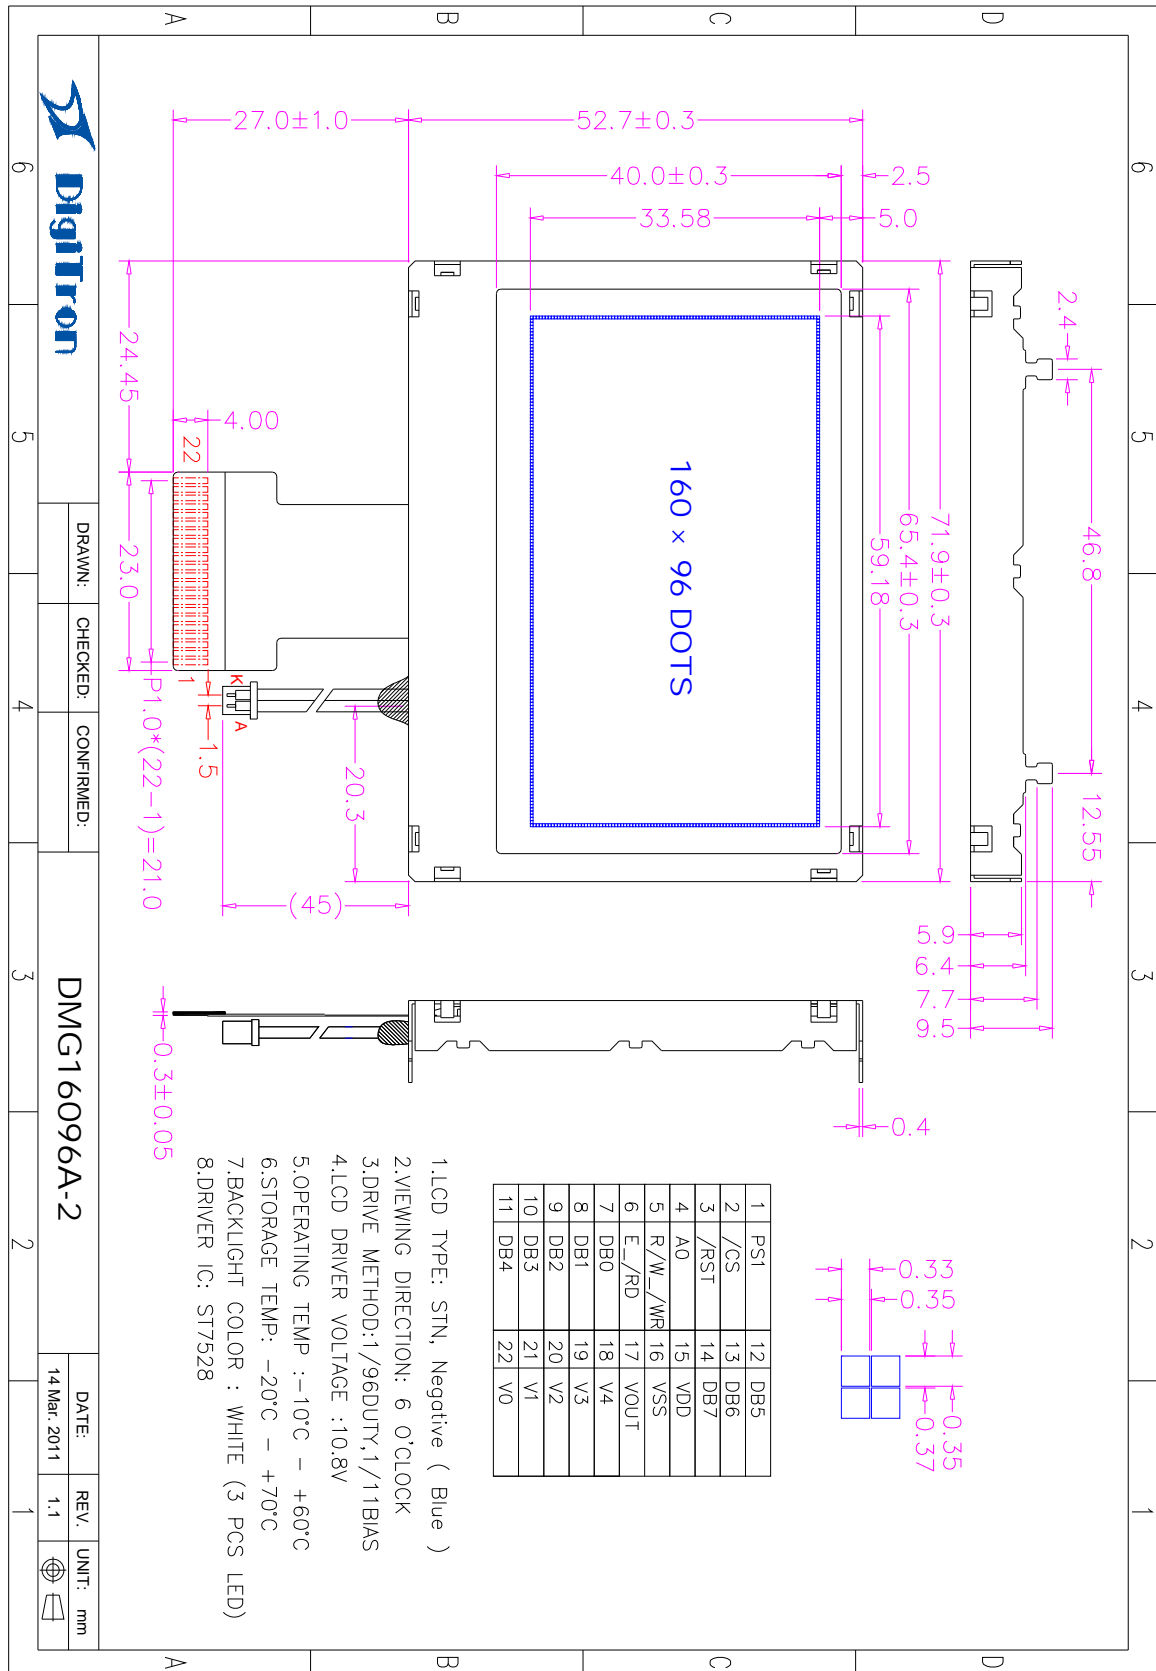 6
5
4
3
2
1
D
C
B
A
2.4
46.8
12.55
5.9
6.4
7.7
9.5
27.0±1.0
52.7±0.3
40.0±0.3
2.5
33.58
5.0
71.9±0.3
65.4±0.3
59.18
160 × 96 DOTS
24.45
4.00
22
23.0
1
P1.0*(22-1)=21.0
K
A
1.5
20.3
(45)
0.3±0.05
0.4
0.33
0.35
0.35
0.37
1 PS1 12 DB5
2 /CS 13 DB6
3 /RST 14 DB7
4 A0 15 VDD
5 R/W_/WR 16 VSS
6 E_/RD 17 VOUT
7 DB0 18 V4
8 DB1 19 V3
9 DB2 20 V2
10 DB3 21 V1
11 DB4 22 V0
1.LCD TYPE: STN, Negative ( Blue )
2.VIEWING DIRECTION: 6 O'CLOCK
3.DRIVE METHOD:1/96DUTY,1/11BIAS
4.LCD DRIVER VOLTAGE :10.8V
5.OPERATING TEMP :-10°C - +60°C
6.STORAGE TEMP: -20°C - +70°C
7.BACKLIGHT COLOR : WHITE (3 PCS LED)
8.DRIVER IC: ST7528
DigiTron
DRAWN:
CHECKED:
CONFIRMED:
DMG16096A-2
DATE:
14 Mar. 2011
REV.
1.1
UNIT: mm
6
5
4
3
2
1
D
C
B
A